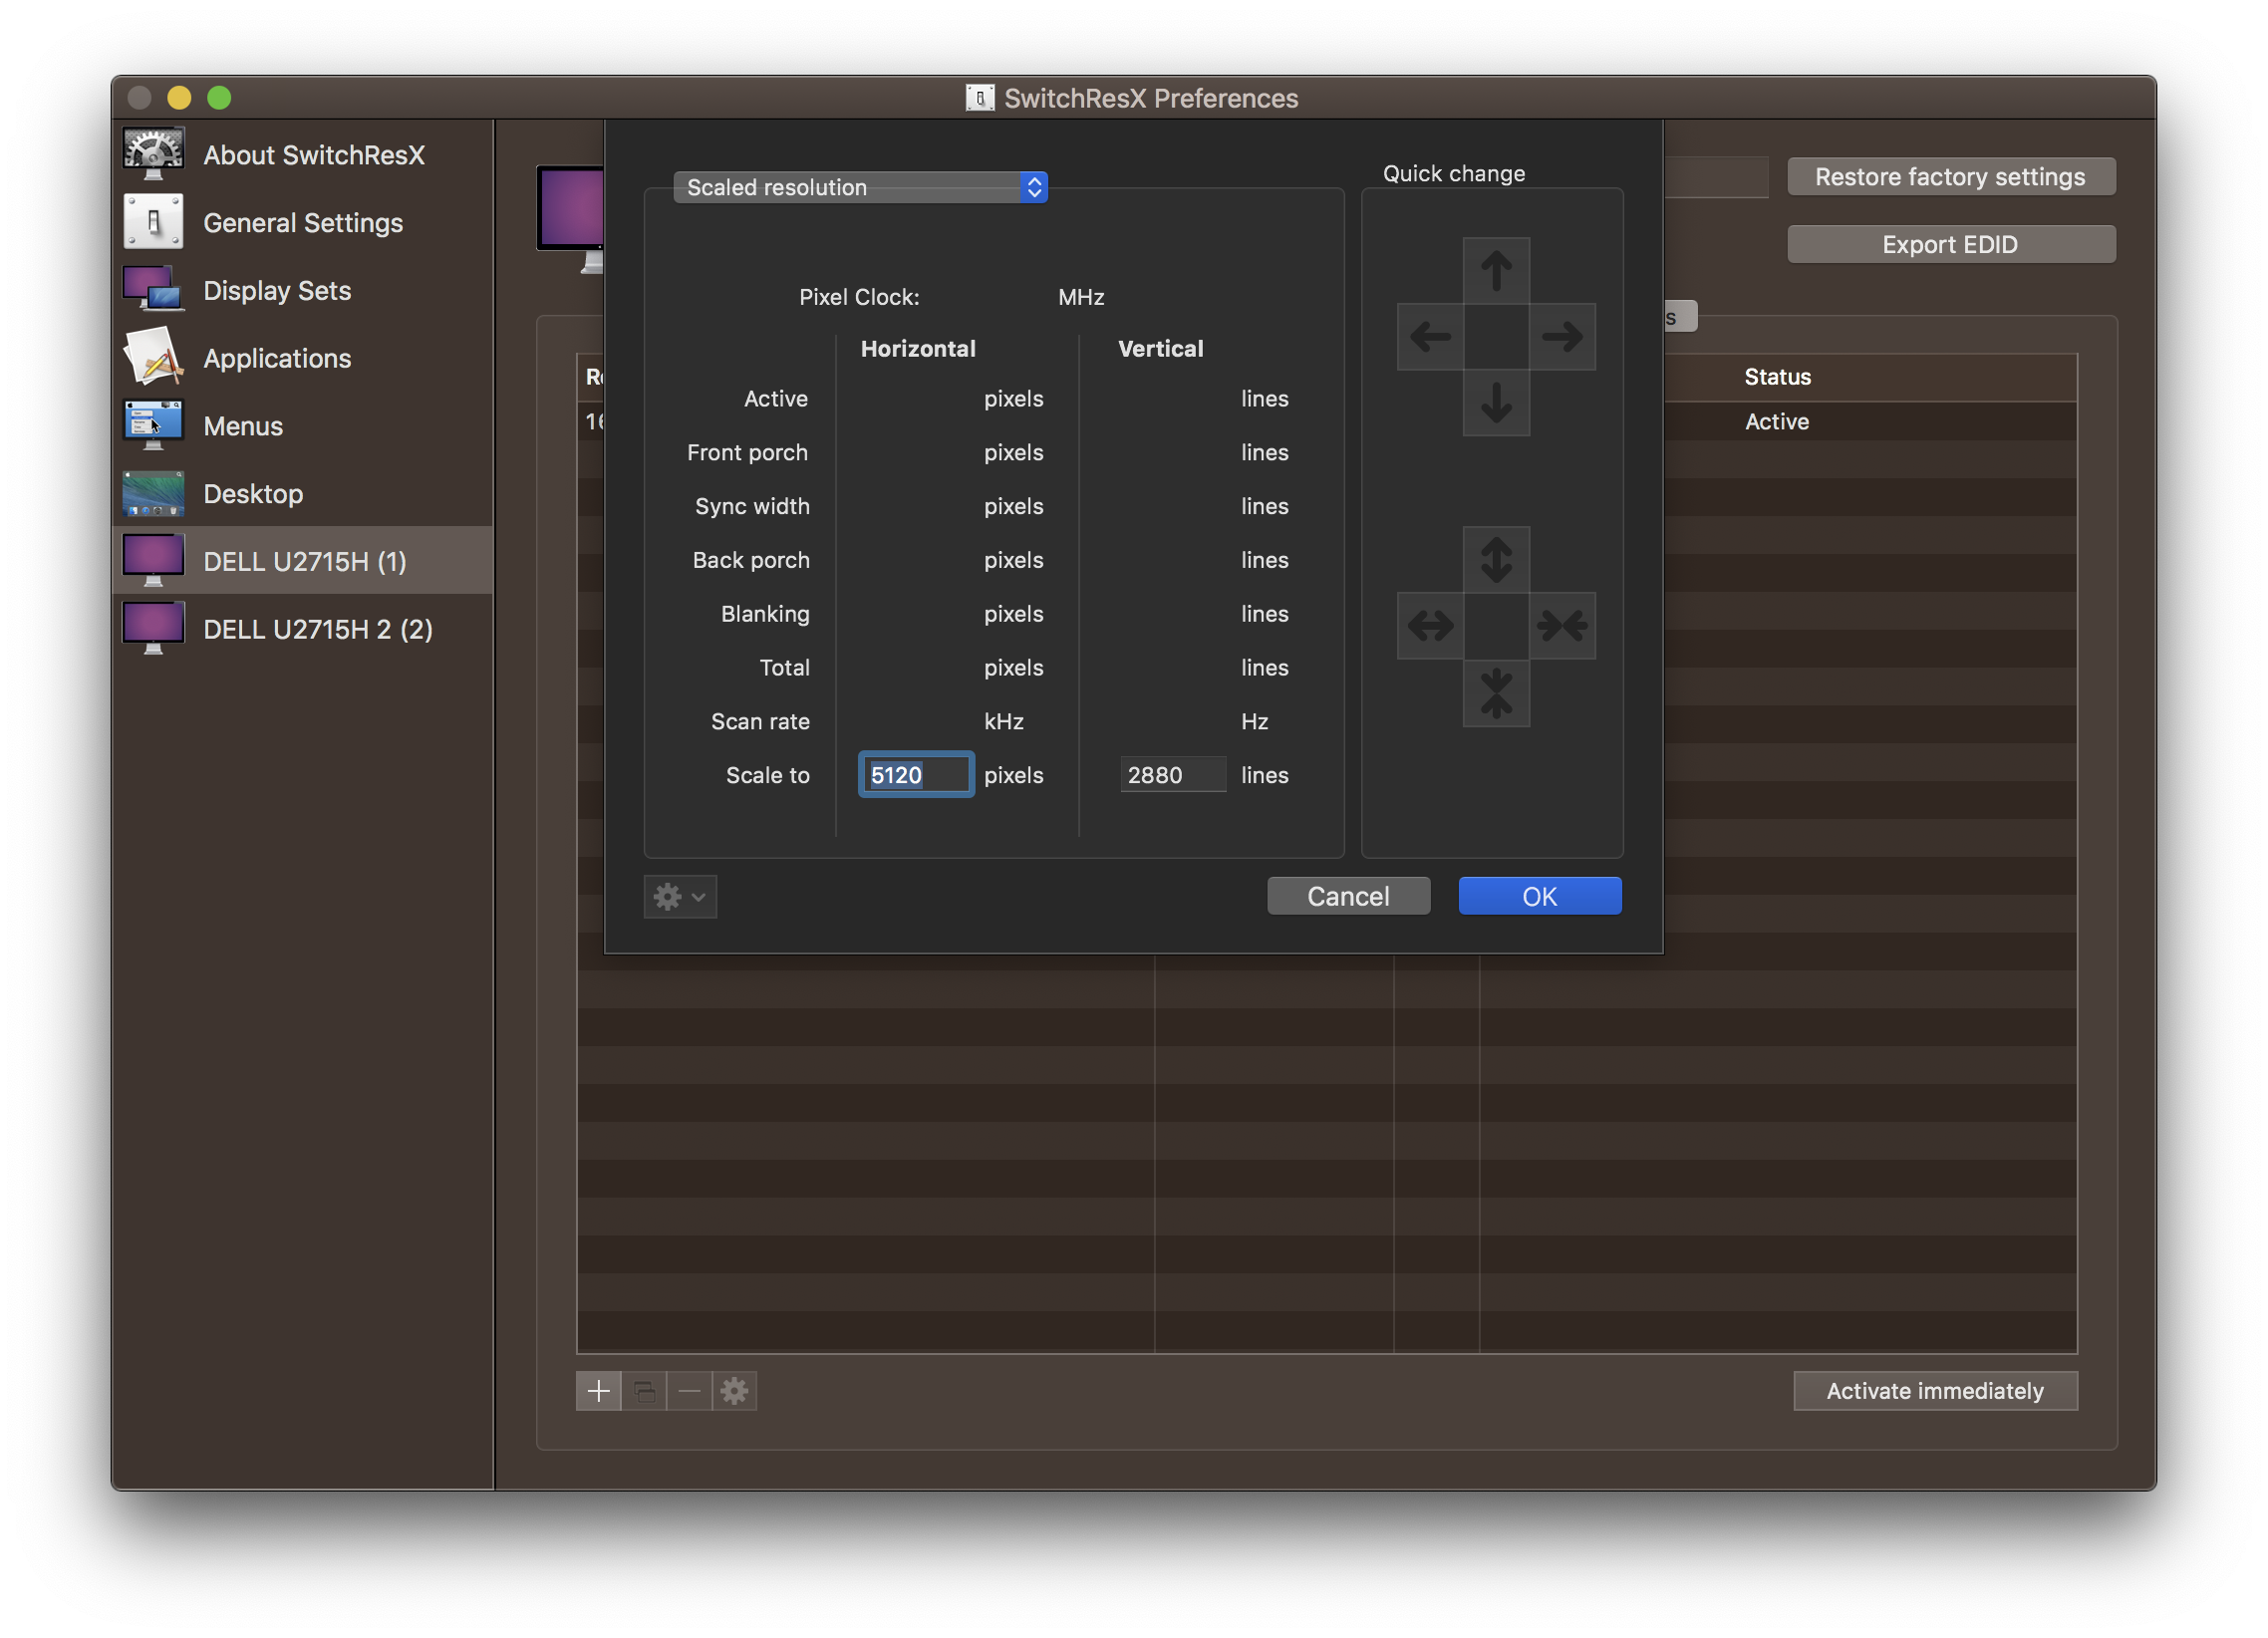 SwitchResX Preferences
About SwitchResX
General Settings
Display Sets
Applications
Menus
Desktop
DELL U2715H (1)
DELL U2715H 2 (2)
Restore factory settings
Export EDID
Status
Active
Scaled resolution
Pixel Clock: MHz
Horizontal Vertical
Active pixels lines
Front porch pixels lines
Sync width pixels lines
Back porch pixels lines
Blanking pixels lines
Total pixels lines
Scan rate kHz Hz
Scale to 5120 pixels 2880 lines
Quick change
Cancel OK
Activate immediately